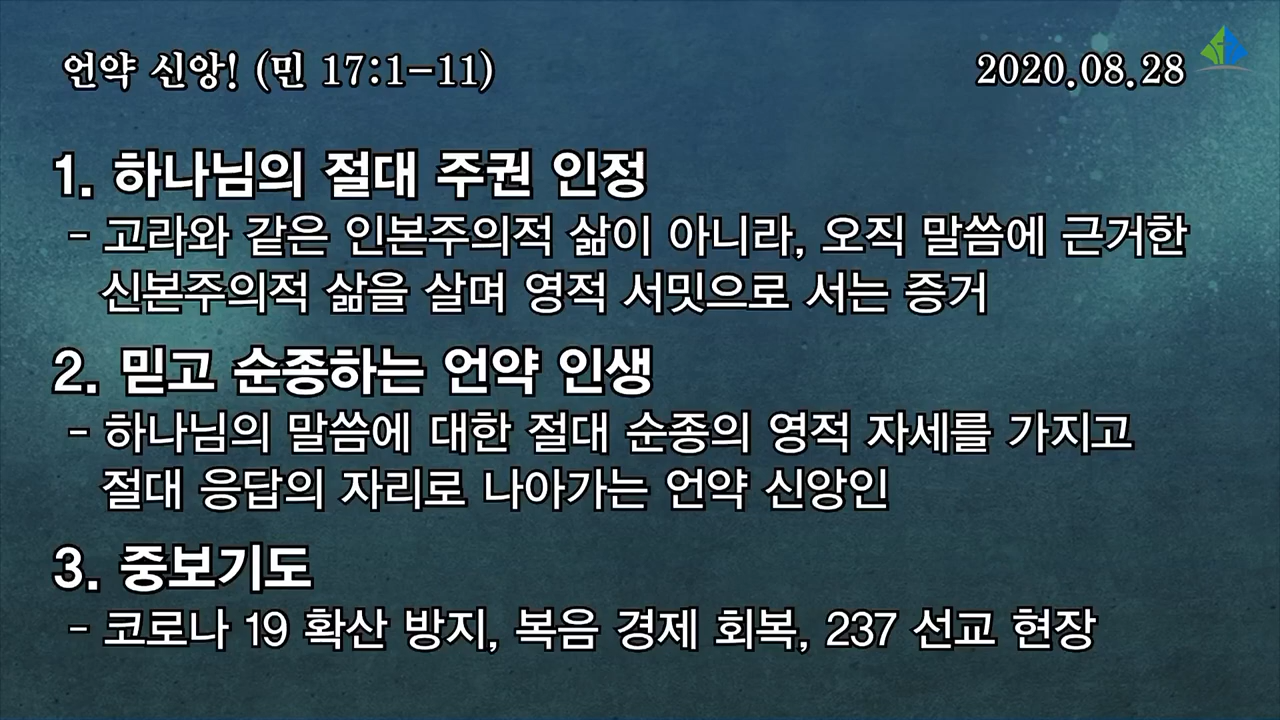 언약 신앙! (민 17:1-11)
2020.08.28
1. 하나님의 절대 주권 인정
- 고라와 같은 인본주의적 삶이 아니라, 오직 말씀에 근거한
신본주의적 삶을 살며 영적 서밋으로 서는 증거
2. 믿고 순종하는 언약 인생
- 하나님의 말씀에 대한 절대 순종의 영적 자세를 가지고
절대 응답의 자리로 나아가는 언약 신앙인
3. 중보기도
- 코로나 19 확산 방지, 복음 경제 회복, 237 선교 현장